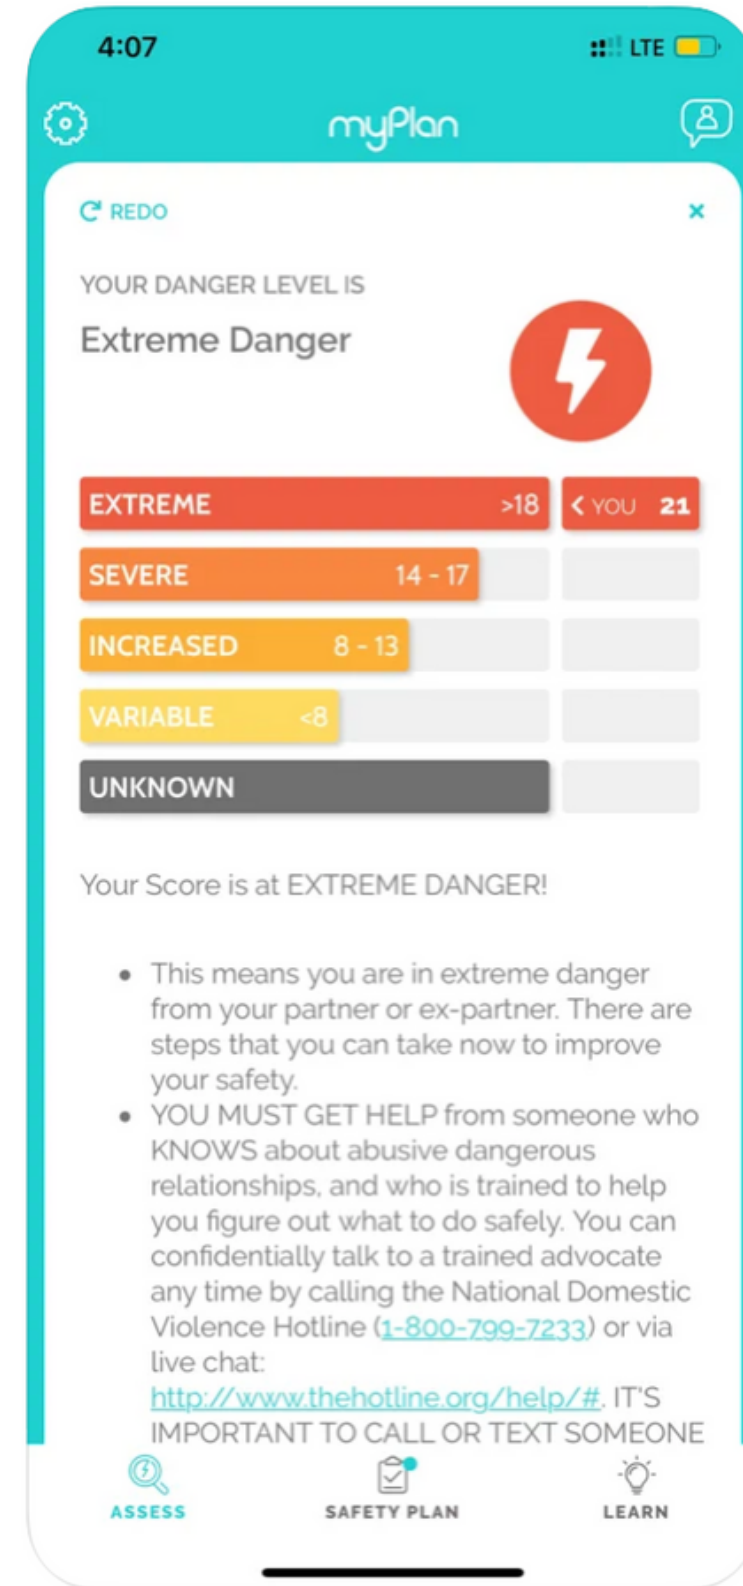 4:07
LTE
myPlan
REDO
×
YOUR DANGER LEVEL IS
Extreme Danger
EXTREME >18 < YOU 21
SEVERE 14 - 17
INCREASED 8 - 13
VARIABLE <8
UNKNOWN
Your Score is at EXTREME DANGER!
• This means you are in extreme danger
from your partner or ex-partner. There are
steps that you can take now to improve
your safety.
• YOU MUST GET HELP from someone who
KNOWS about abusive dangerous
relationships, and who is trained to help
you figure out what to do safely. You can
confidentially talk to a trained advocate
any time by calling the National Domestic
Violence Hotline (1-800-799-7233) or via
live chat:
http://www.thehotline.org/help/#. IT'S
IMPORTANT TO CALL OR TEXT SOMEONE
ASSESS
SAFETY PLAN
LEARN